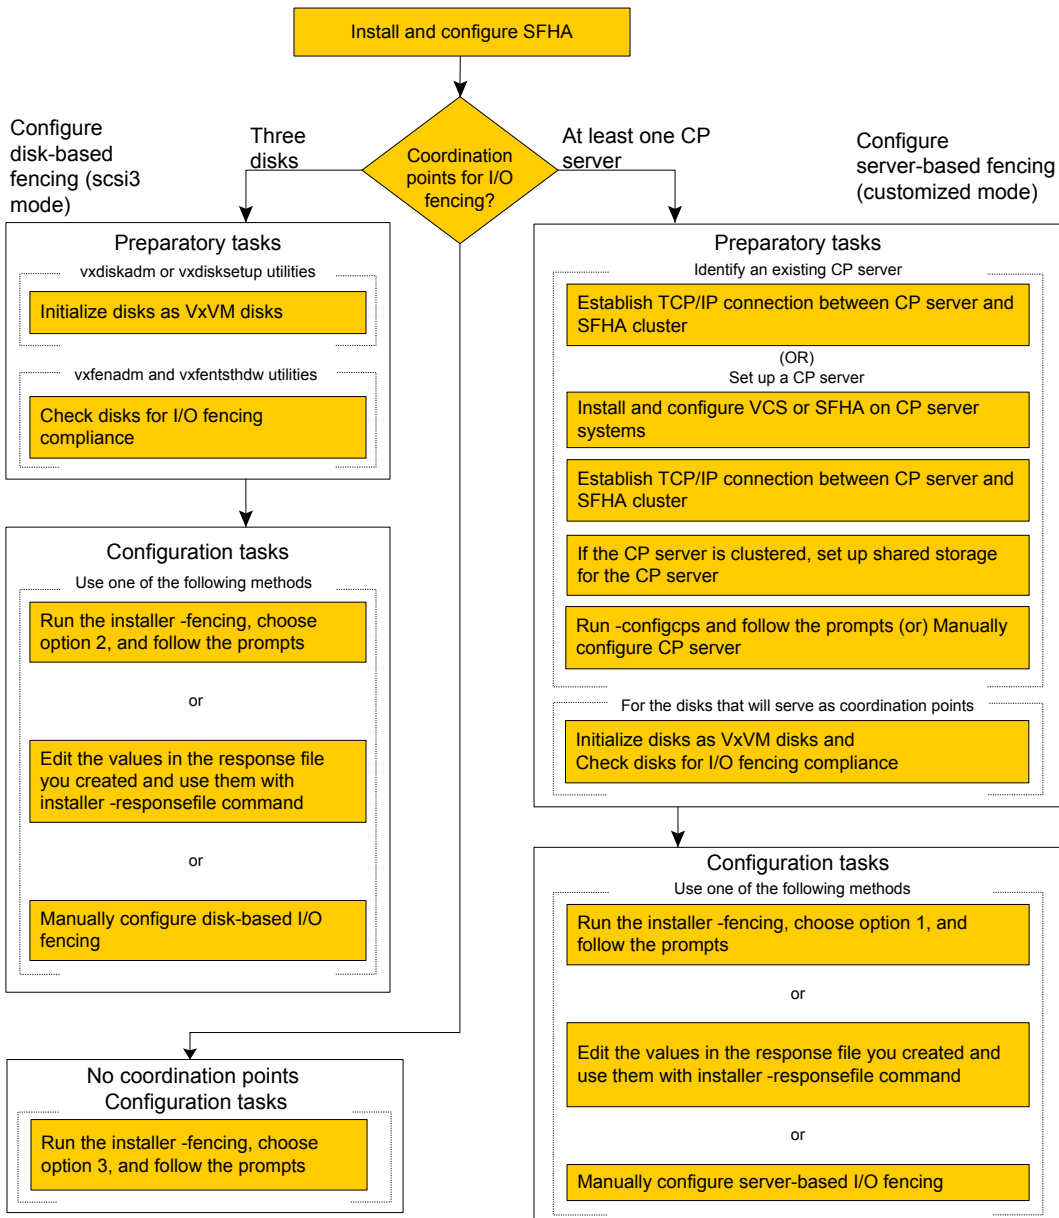 Install and configure SFHA
Coordination
points for I/O
fencing?
Configure
disk-based
fencing (scsi3
mode)
Three
disks
At least one CP
server
Configure
server-based fencing
(customized mode)
Preparatory tasks
vxdiskadm or vxdisksetup utilities
Initialize disks as VxVM disks
vxfenadm and vxfentsthdw utilities
Check disks for I/O fencing
compliance
Configuration tasks
Use one of the following methods
Run the installer -fencing, choose
option 2, and follow the prompts
or
Edit the values in the response file
you created and use them with
installer -responsefile command
or
Manually configure disk-based I/O
fencing
No coordination points
Configuration tasks
Run the installer -fencing, choose
option 3, and follow the prompts
Preparatory tasks
Identify an existing CP server
Establish TCP/IP connection between CP server and
SFHA cluster
(OR)
Set up a CP server
Install and configure VCS or SFHA on CP server
systems
Establish TCP/IP connection between CP server and
SFHA cluster
If the CP server is clustered, set up shared storage
for the CP server
Run -configcps and follow the prompts (or) Manually
configure CP server
For the disks that will serve as coordination points
Initialize disks as VxVM disks and
Check disks for I/O fencing compliance
Configuration tasks
Use one of the following methods
Run the installer -fencing, choose option 1, and
follow the prompts
or
Edit the values in the response file you created and
use them with installer -responsefile command
or
Manually configure server-based I/O fencing